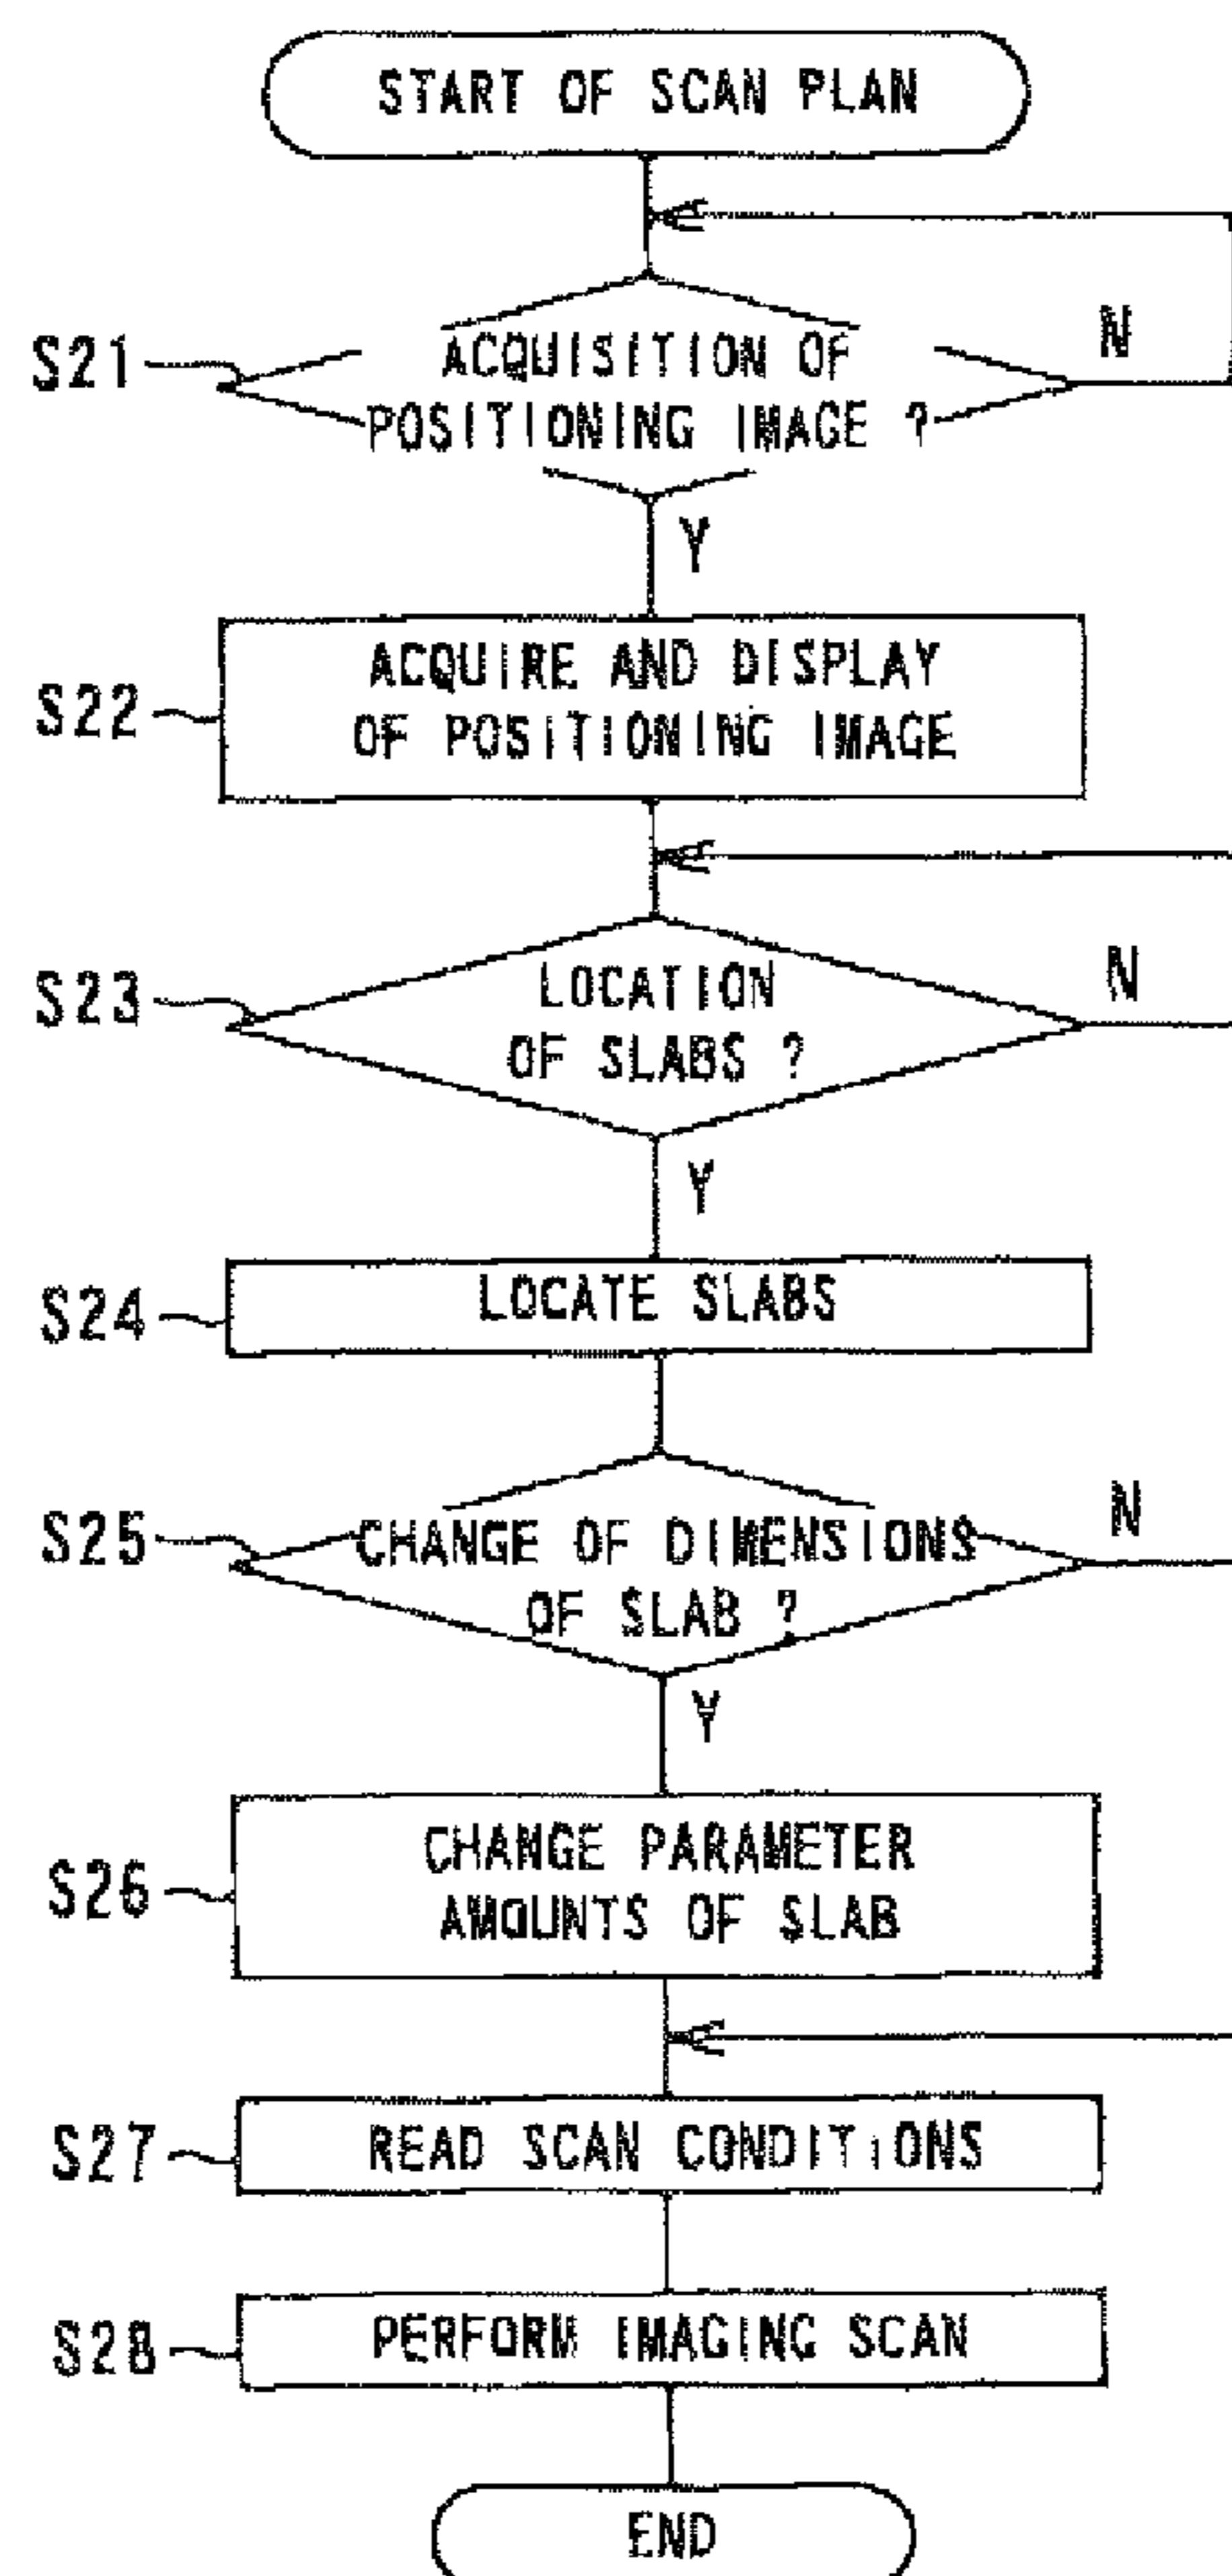 START OF SCAN PLAN
S21
ACQUISITION OF
POSITIONING IMAGE ?
N
Y
S22
ACQUIRE AND DISPLAY
OF POSITIONING IMAGE
S23
LOCATION
OF SLABS ?
N
Y
S24
LOCATE SLABS
S25
CHANGE OF DIMENSIONS
OF SLAB ?
N
Y
S26
CHANGE PARAMETER
AMOUNTS OF SLAB
S27
READ SCAN CONDITIONS
S28
PERFORM IMAGING SCAN
END